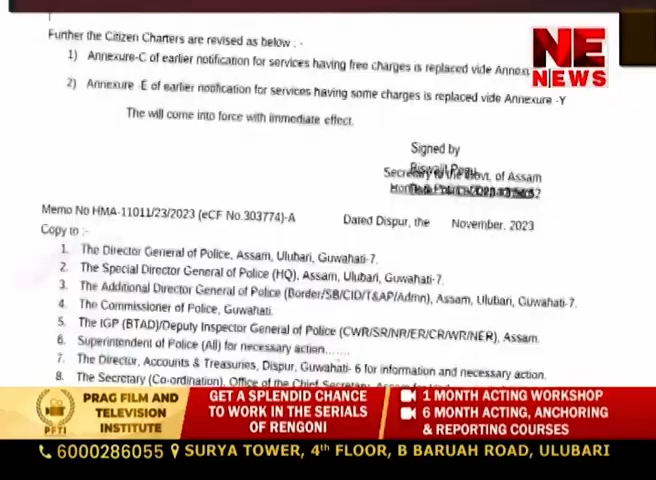 Further the Citizen Charters are revised as below : -
1) Annexure-C of earlier notification for services having free charges is replaced vide
2) Annexure -E of earlier notification for services having some charges is replaced vide Annexure -Y
The will come into force with immediate effect.
NE
NEWS
Signed by
Secretary to the Govt. of Assam
Memo No HMA-11011/23/2023 (eCF No.303774)-A
Dated Dispur, the November, 2023
Copy to :-
1. The Director General of Police, Assam, Ulubari, Guwahati-7.
2. The Special Director General of Police (HQ), Assam, Ulubari, Guwahati-7.
3. The Additional Director General of Police (Border/SB/CID/T&AP/Admn), Assam, Ulubari, Guwahati-7.
4. The Commissioner of Police, Guwahati.
5. The IGP (BTAD)/Deputy Inspector General of Police (CWR/SR/NR/ER/CR/WR/NER), Assam.
6. Superintendent of Police (All) for necessary action.......
7. The Director, Accounts & Treasuries, Dispur, Guwahati- 6 for information and necessary action.
8. The Secretary (Co-ordination), Office of the Chief Secretary,
PFTI
PRAG FILM AND
TELEVISION
INSTITUTE
GET A SPLENDID CHANCE
TO WORK IN THE SERIALS
OF RENGONI
1 MONTH ACTING WORKSHOP
6 MONTH ACTING, ANCHORING
& REPORTING COURSES
6000286055 SURYA TOWER, 4th FLOOR, B BARUAH ROAD, ULUBARI